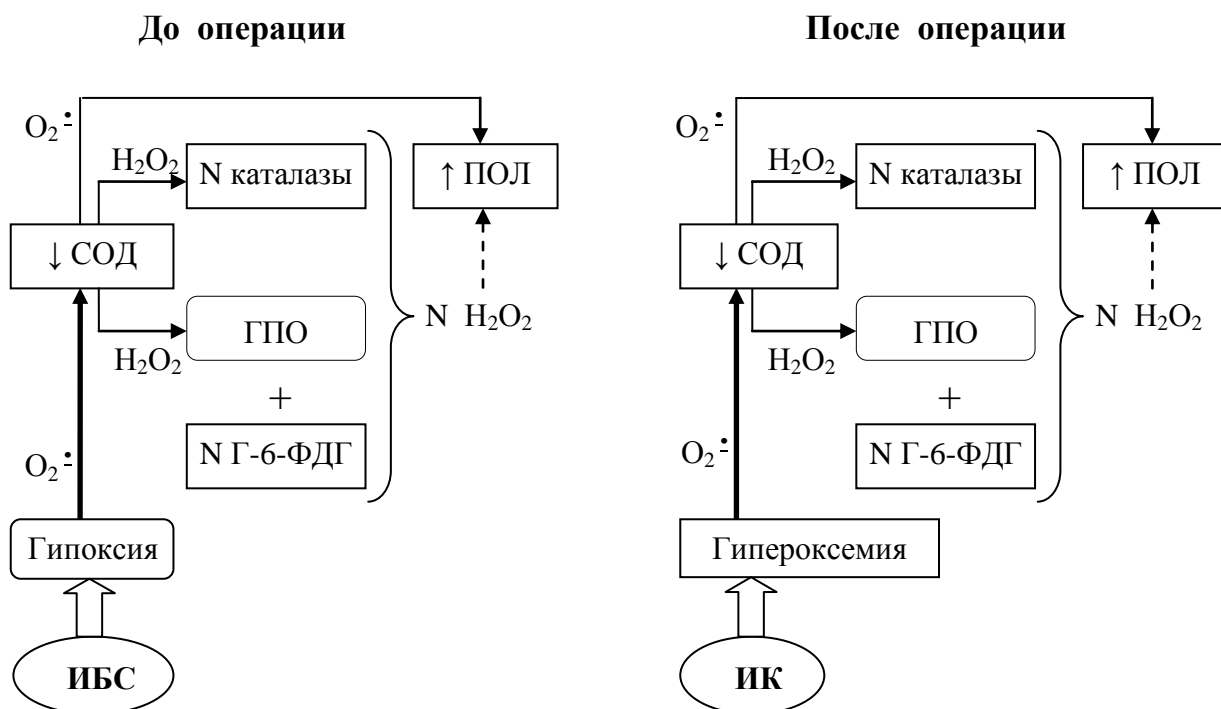 До операции
После операции
O₂∸
H₂O₂
N каталазы
↑ ПОЛ
↓ СОД
ГПО
N H₂O₂
H₂O₂
+
N Г-6-ФДГ
O₂∸
Гипоксия
ИБС
O₂∸
H₂O₂
N каталазы
↑ ПОЛ
↓ СОД
ГПО
N H₂O₂
H₂O₂
+
N Г-6-ФДГ
O₂∸
Гипероксемия
ИК